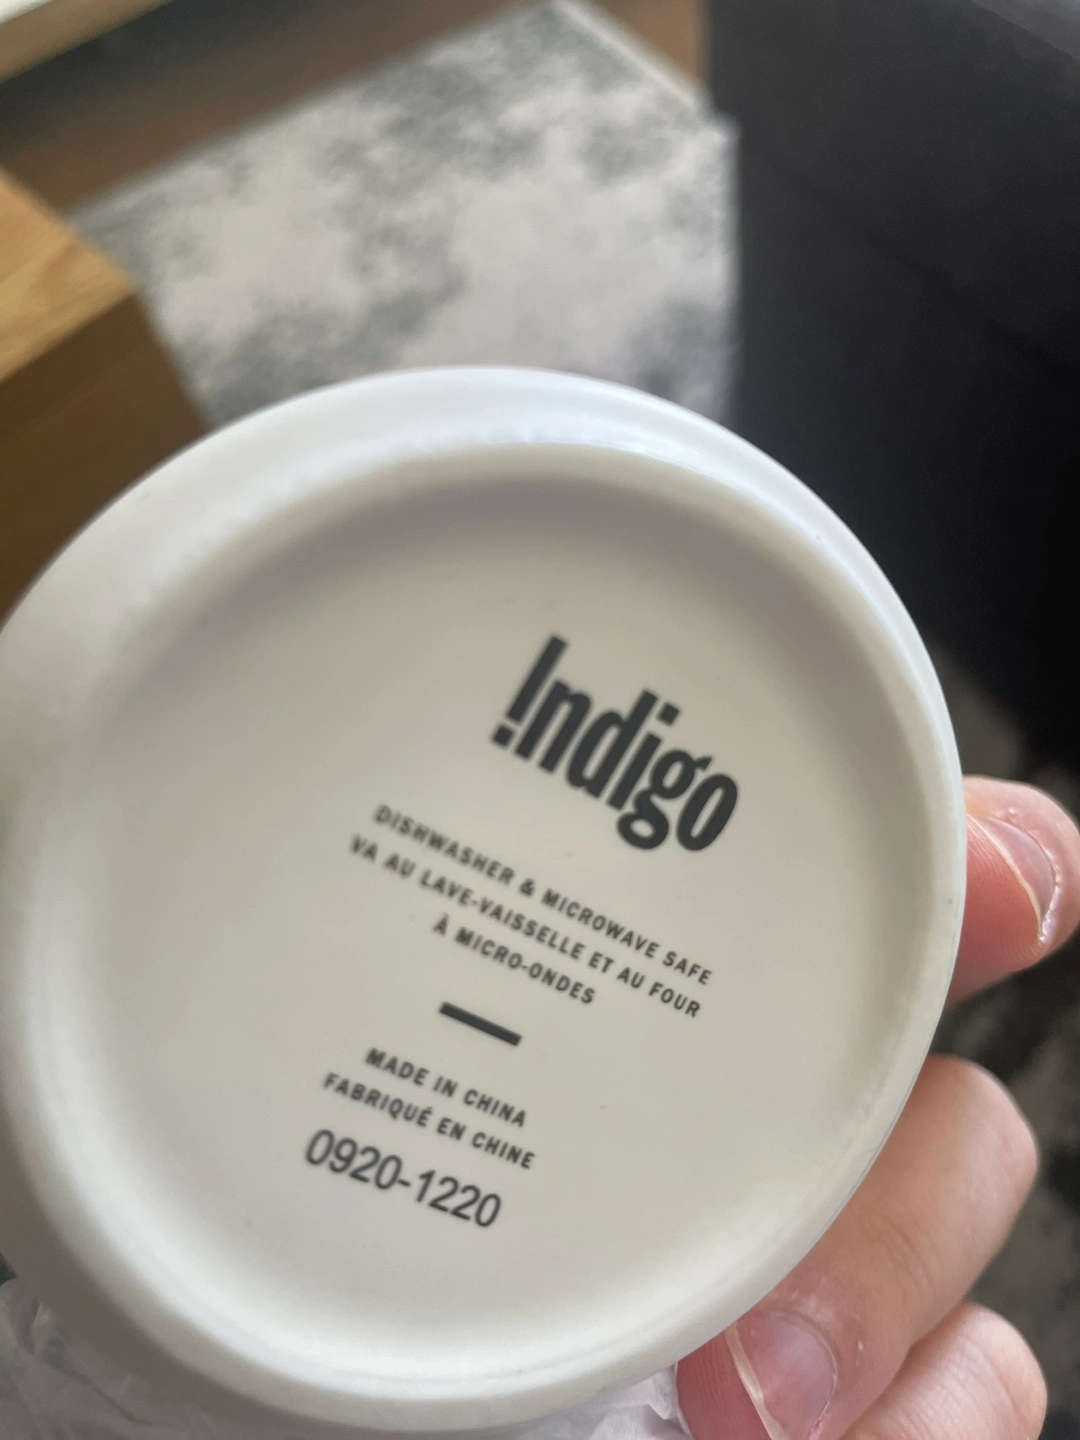 Indigo
DISHWASHER & MICROWAVE SAFE
VA AU LAVE-VAISSELLE ET AU FOUR
À MICRO-ONDES
MADE IN CHINA
FABRIQUÉ EN CHINE
0920-1220